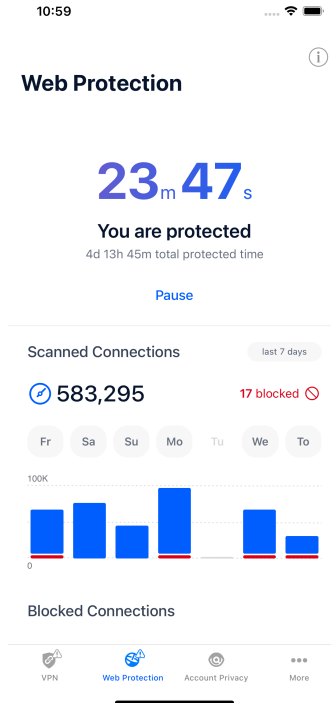 10:59
Web Protection
23m 47s
You are protected
4d 13h 45m total protected time
Pause
Scanned Connections
last 7 days
583,295
17 blocked
Fr Sa Su Mo Tu We To
100K
0
Blocked Connections
VPN Web Protection Account Privacy More